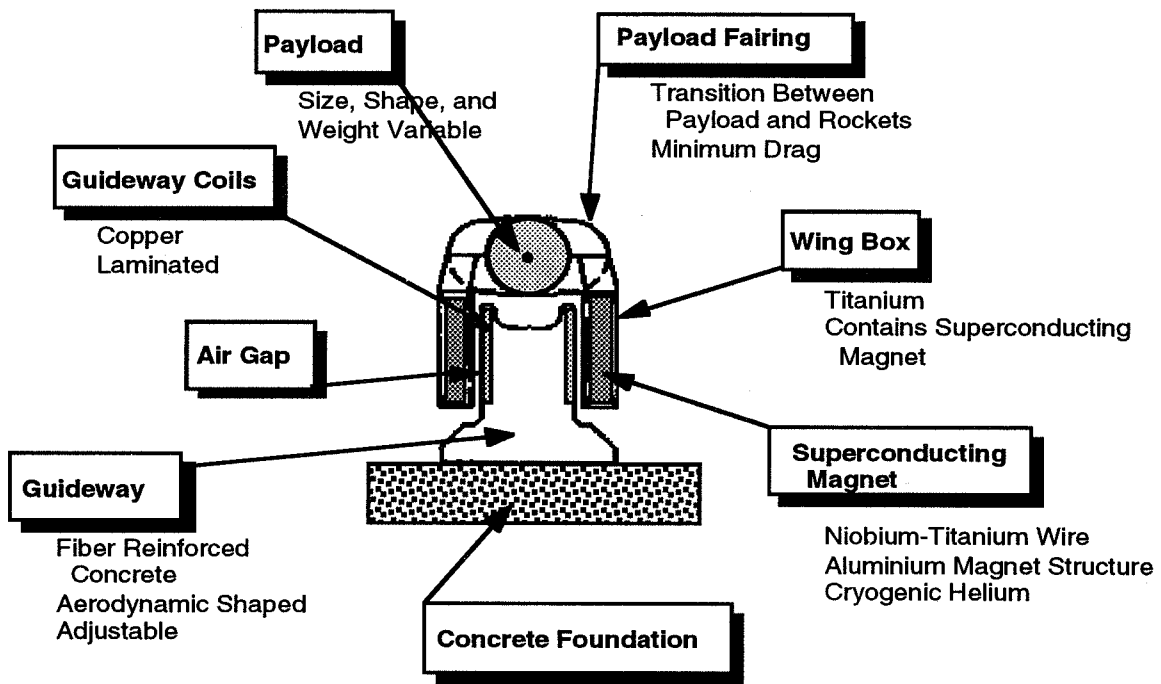 Payload
Size, Shape, and
Weight Variable
Payload Fairing
Transition Between
Payload and Rockets
Minimum Drag
Guideway Coils
Copper
Laminated
Wing Box
Titanium
Contains Superconducting
Magnet
Air Gap
Superconducting
Magnet
Niobium-Titanium Wire
Aluminium Magnet Structure
Cryogenic Helium
Guideway
Fiber Reinforced
Concrete
Aerodynamic Shaped
Adjustable
Concrete Foundation